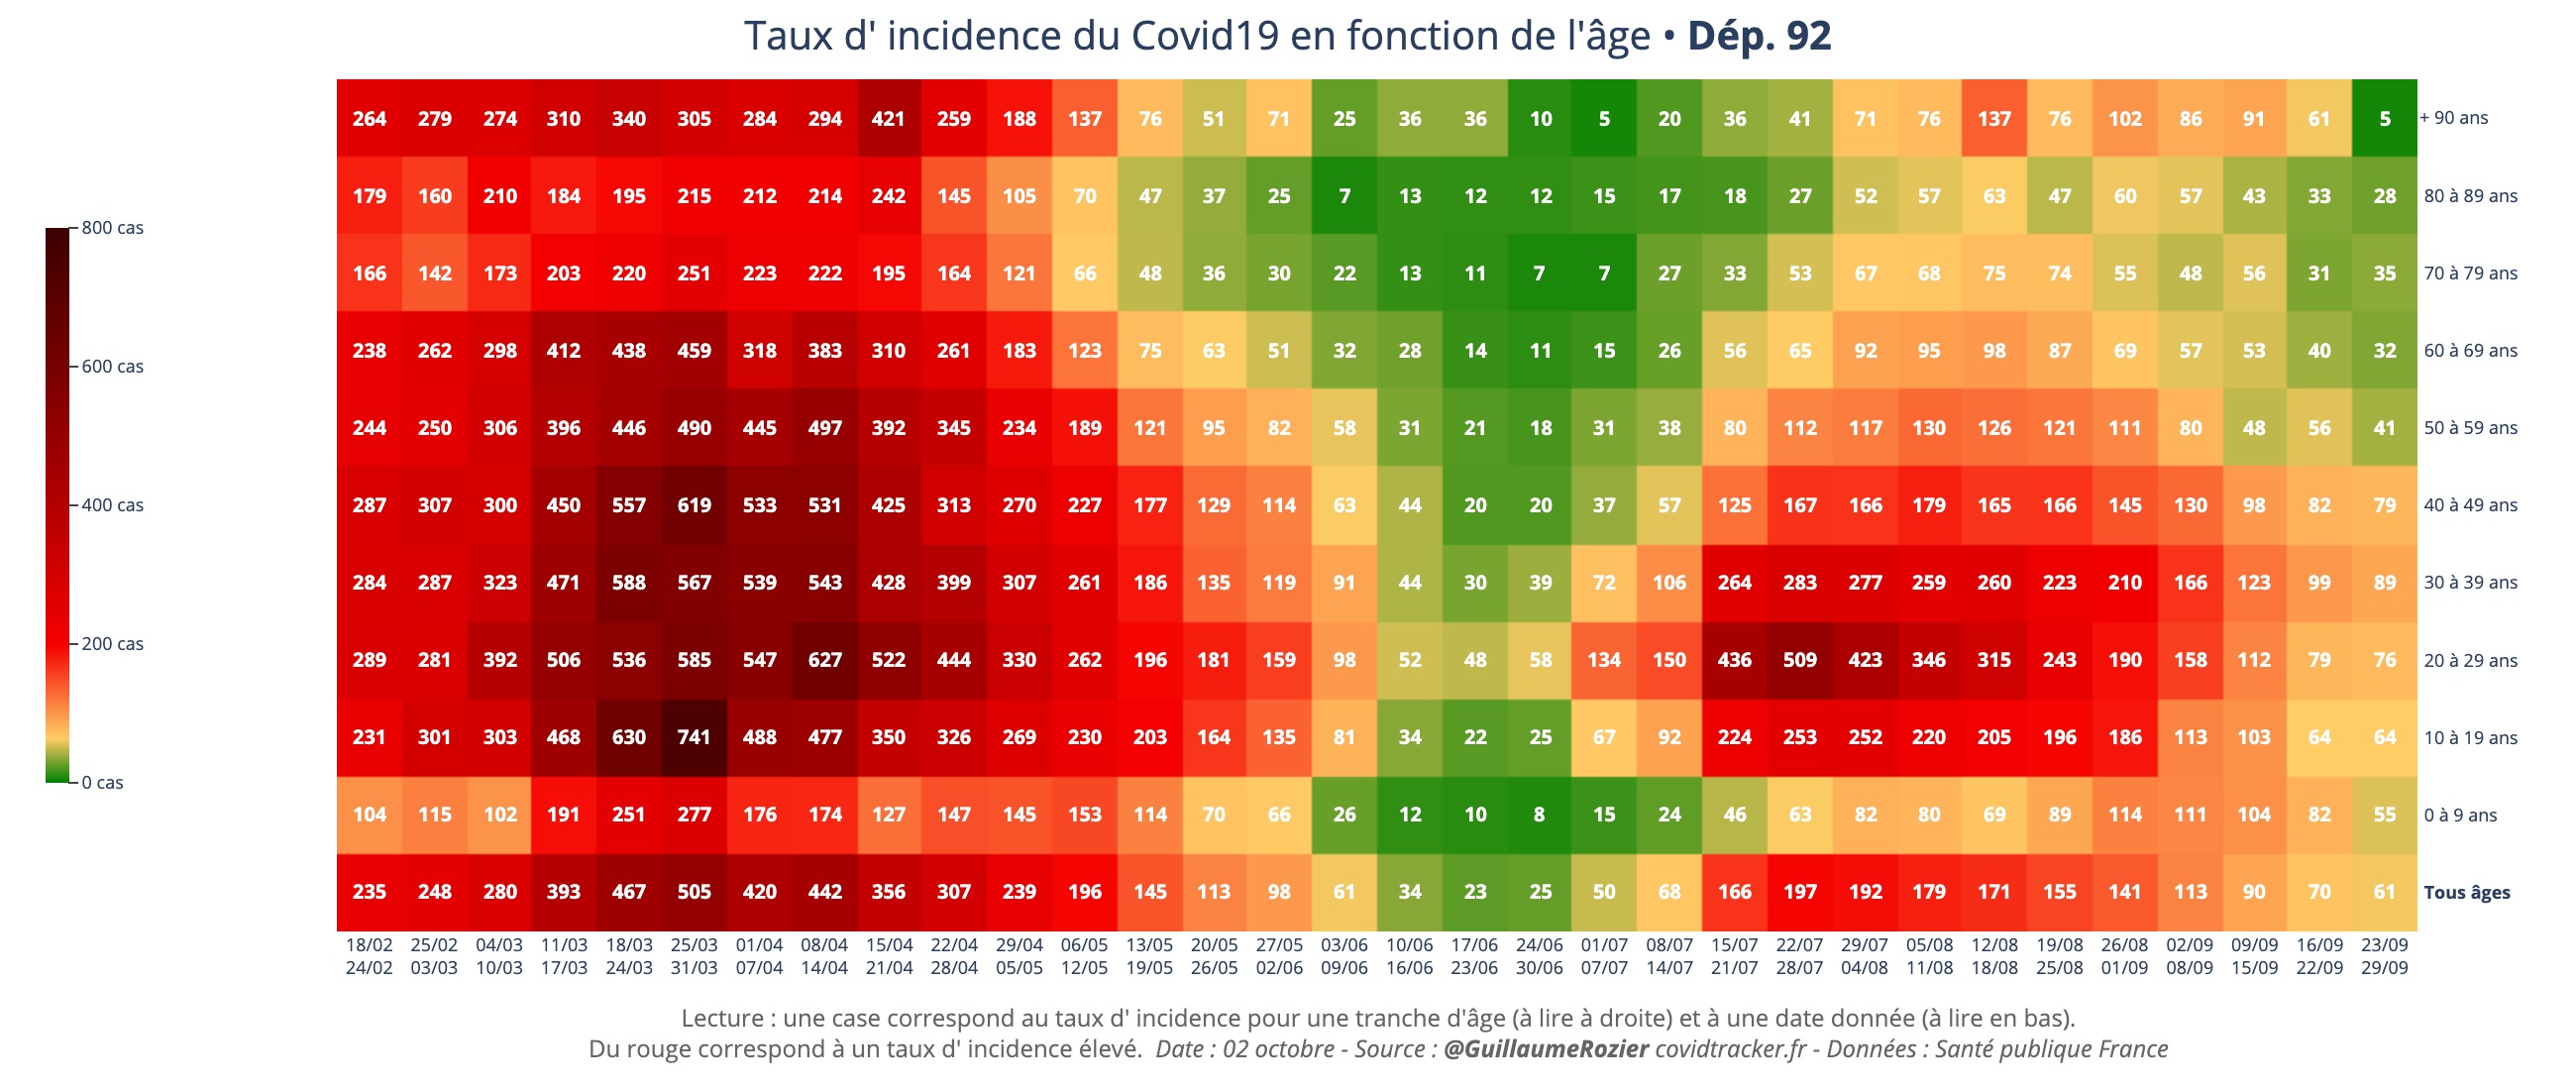 Taux d' incidence du Covid19 en fonction de l'âge • Dép. 92
800 cas
600 cas
400 cas
200 cas
0 cas
264 279 274 310 340 305 284 294 421 259 188 137 76 51 71 25 36 36 10 5 20 36 41 71 76 137 76 102 86 91 61 5 + 90 ans
179 160 210 184 195 215 212 214 242 145 105 70 47 37 25 7 13 12 12 15 17 18 27 52 57 63 47 60 57 43 33 28 80 à 89 ans
166 142 173 203 220 251 223 222 195 164 121 66 48 36 30 22 13 11 7 7 27 33 53 67 68 75 74 55 48 56 31 35 70 à 79 ans
238 262 298 412 438 459 318 383 310 261 183 123 75 63 51 32 28 14 11 15 26 56 65 92 95 98 87 69 57 53 40 32 60 à 69 ans
244 250 306 396 446 490 445 497 392 345 234 189 121 95 82 58 31 21 18 31 38 80 112 117 130 126 121 111 80 48 56 41 50 à 59 ans
287 307 300 450 557 619 533 531 425 313 270 227 177 129 114 63 44 20 20 37 57 125 167 166 179 165 166 145 130 98 82 79 40 à 49 ans
284 287 323 471 588 567 539 543 428 399 307 261 186 135 119 91 44 30 39 72 106 264 283 277 259 260 223 210 166 123 99 89 30 à 39 ans
289 281 392 506 536 585 547 627 522 444 330 262 196 181 159 98 52 48 58 134 150 436 509 423 346 315 243 190 158 112 79 76 20 à 29 ans
231 301 303 468 630 741 488 477 350 326 269 230 203 164 135 81 34 22 25 67 92 224 253 252 220 205 196 186 113 103 64 64 10 à 19 ans
104 115 102 191 251 277 176 174 127 147 145 153 114 70 66 26 12 10 8 15 24 46 63 82 80 69 89 114 111 104 82 55 0 à 9 ans
235 248 280 393 467 505 420 442 356 307 239 196 145 113 98 61 34 23 25 50 68 166 197 192 179 171 155 141 113 90 70 61 Tous âges
18/02 25/02 04/03 11/03 18/03 25/03 01/04 08/04 15/04 22/04 29/04 06/05 13/05 20/05 27/05 03/06 10/06 17/06 24/06 01/07 08/07 15/07 22/07 29/07 05/08 12/08 19/08 26/08 02/09 09/09 16/09 23/09
24/02 03/03 10/03 17/03 24/03 31/03 07/04 14/04 21/04 28/04 05/05 12/05 19/05 26/05 02/06 09/06 16/06 23/06 30/06 07/07 14/07 21/07 28/07 04/08 11/08 18/08 25/08 01/09 08/09 15/09 22/09 29/09
Lecture : une case correspond au taux d' incidence pour une tranche d'âge (à lire à droite) et à une date donnée (à lire en bas).
Du rouge correspond à un taux d' incidence élevé. Date : 02 octobre - Source : @GuillaumeRozier covidtracker.fr - Données : Santé publique France